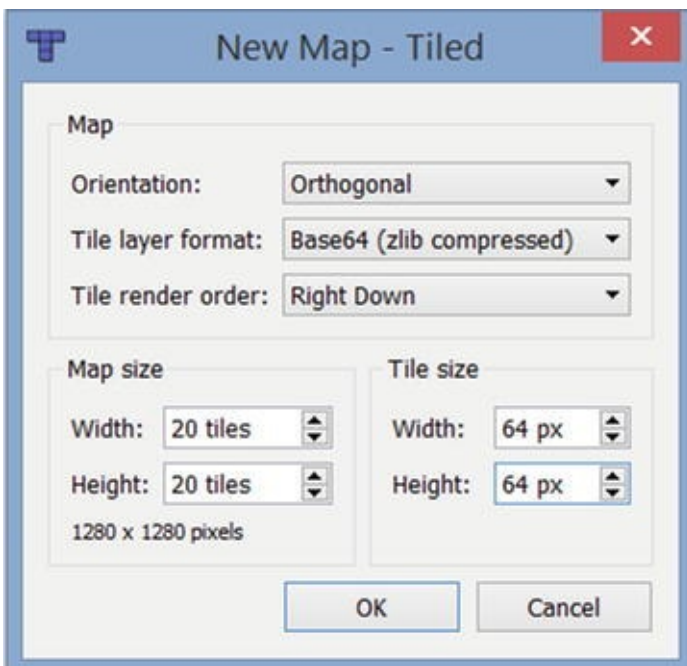 New Map - Tiled
Map
Orientation: Orthogonal
Tile layer format: Base64 (zlib compressed)
Tile render order: Right Down
Map size
Width: 20 tiles
Height: 20 tiles
1280 x 1280 pixels
Tile size
Width: 64 px
Height: 64 px
OK Cancel